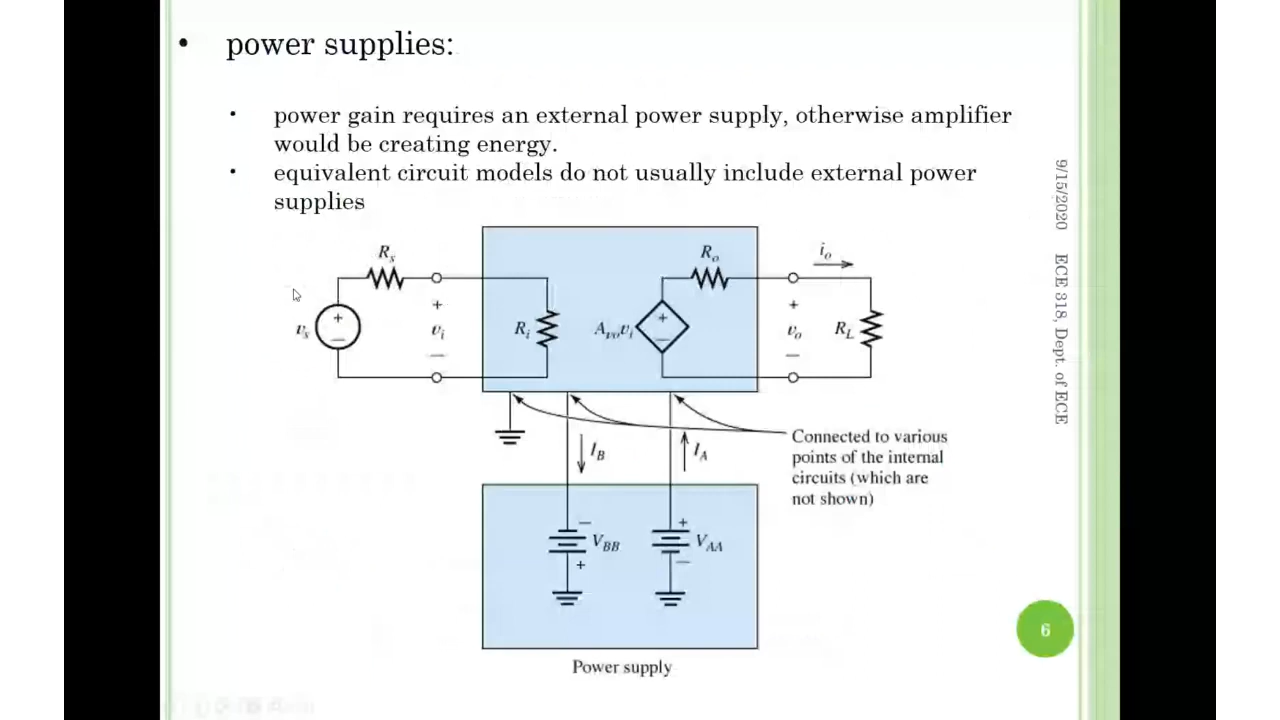 • power supplies:
• power gain requires an external power supply, otherwise amplifier
would be creating energy.
• equivalent circuit models do not usually include external power
supplies
9/15/2020 ECE 318, Dept. of ECE
Rs
Ro
io
+
+
+
+
vs
vi
Ri
Avovi
vo
RL
−
−
−
−
Connected to various
points of the internal
circuits (which are
not shown)
IB
IA
−
+
VBB
VAA
+
−
6
Power supply